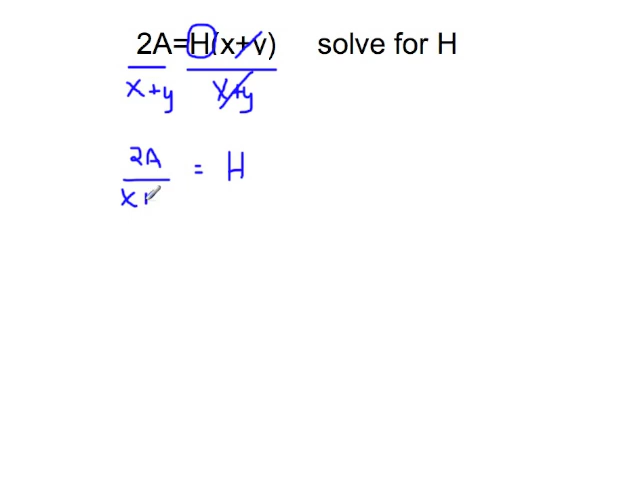 2A=H(x+y) solve for H
x+y x+y
2A = H
x+